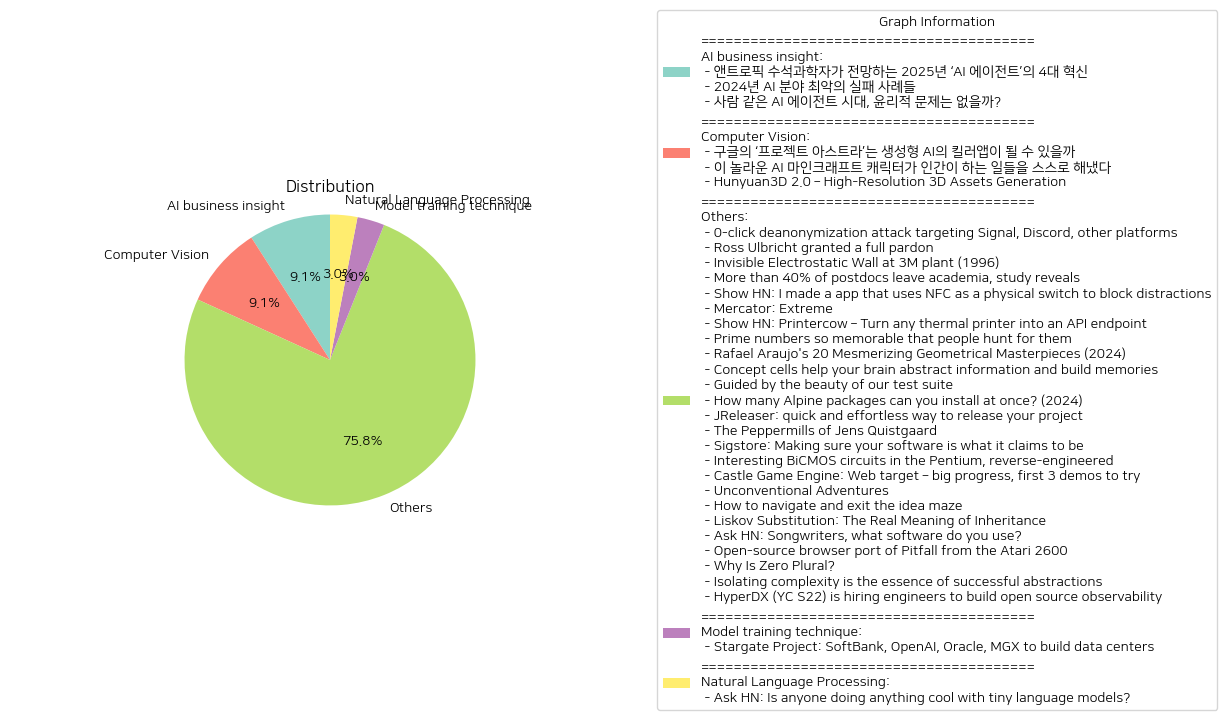 Distribution
Natural Language Processing
Model training technique
AI business insight
Computer Vision
9.1%
3.0%
3.0%
9.1%
75.8%
Others
Graph Information
========================================
AI business insight:
- 앤트로픽 수석과학자가 전망하는 2025년 ‘AI 에이전트’의 4대 혁신
- 2024년 AI 분야 최악의 실패 사례들
- 사람 같은 AI 에이전트 시대, 윤리적 문제는 없을까?
========================================
Computer Vision:
- 구글의 ‘프로젝트 아스트라’는 생성형 AI의 킬러앱이 될 수 있을까
- 이 놀라운 AI 마인크래프트 캐릭터가 인간이 하는 일들을 스스로 해냈다
- Hunyuan3D 2.0 – High-Resolution 3D Assets Generation
========================================
Others:
- 0-click deanonymization attack targeting Signal, Discord, other platforms
- Ross Ulbricht granted a full pardon
- Invisible Electrostatic Wall at 3M plant (1996)
- More than 40% of postdocs leave academia, study reveals
- Show HN: I made a app that uses NFC as a physical switch to block distractions
- Mercator: Extreme
- Show HN: Printercow – Turn any thermal printer into an API endpoint
- Prime numbers so memorable that people hunt for them
- Rafael Araujo's 20 Mesmerizing Geometrical Masterpieces (2024)
- Concept cells help your brain abstract information and build memories
- Guided by the beauty of our test suite
- How many Alpine packages can you install at once? (2024)
- JReleaser: quick and effortless way to release your project
- The Peppermills of Jens Quistgaard
- Sigstore: Making sure your software is what it claims to be
- Interesting BiCMOS circuits in the Pentium, reverse-engineered
- Castle Game Engine: Web target – big progress, first 3 demos to try
- Unconventional Adventures
- How to navigate and exit the idea maze
- Liskov Substitution: The Real Meaning of Inheritance
- Ask HN: Songwriters, what software do you use?
- Open-source browser port of Pitfall from the Atari 2600
- Why Is Zero Plural?
- Isolating complexity is the essence of successful abstractions
- HyperDX (YC S22) is hiring engineers to build open source observability
========================================
Model training technique:
- Stargate Project: SoftBank, OpenAI, Oracle, MGX to build data centers
========================================
Natural Language Processing:
- Ask HN: Is anyone doing anything cool with tiny language models?